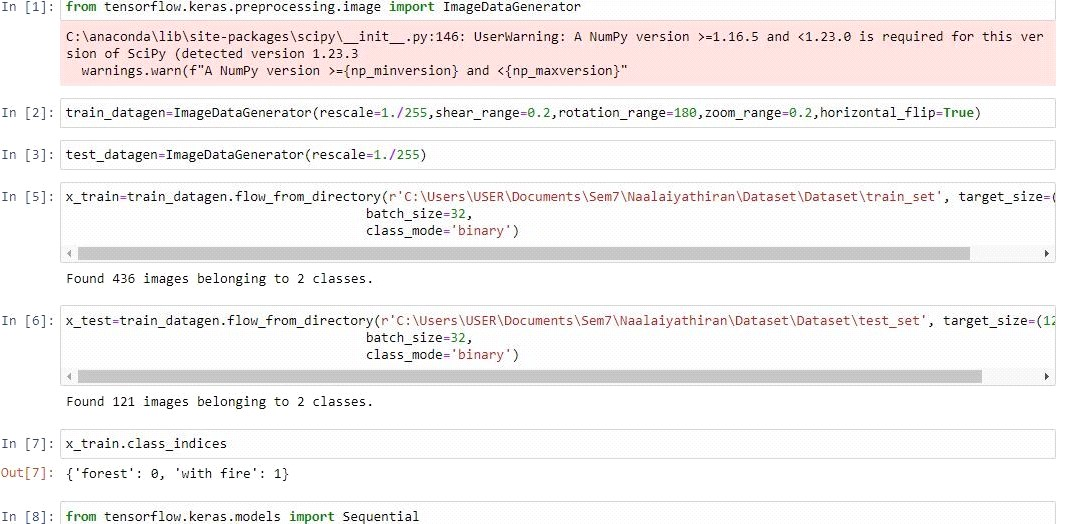 In [1]: from tensorflow.keras.preprocessing.image import ImageDataGenerator
C:\anaconda\lib\site-packages\scipy\__init__.py:146: UserWarning: A NumPy version >=1.16.5 and <1.23.0 is required for this ver
sion of SciPy (detected version 1.23.3
warnings.warn(f"A NumPy version >={np_minversion} and <{np_maxversion}"
In [2]: train_datagen=ImageDataGenerator(rescale=1./255,shear_range=0.2,rotation_range=180,zoom_range=0.2,horizontal_flip=True)
In [3]: test_datagen=ImageDataGenerator(rescale=1./255)
In [5]: x_train=train_datagen.flow_from_directory(r'C:\Users\USER\Documents\Sem7\Naalaiyathiran\Dataset\Dataset\train_set', target_size=(
batch_size=32,
class_mode='binary')
Found 436 images belonging to 2 classes.
In [6]: x_test=train_datagen.flow_from_directory(r'C:\Users\USER\Documents\Sem7\Naalaiyathiran\Dataset\Dataset\test_set', target_size=(12
batch_size=32,
class_mode='binary')
Found 121 images belonging to 2 classes.
In [7]: x_train.class_indices
Out[7]: {'forest': 0, 'with fire': 1}
In [8]: from tensorflow.keras.models import Sequential